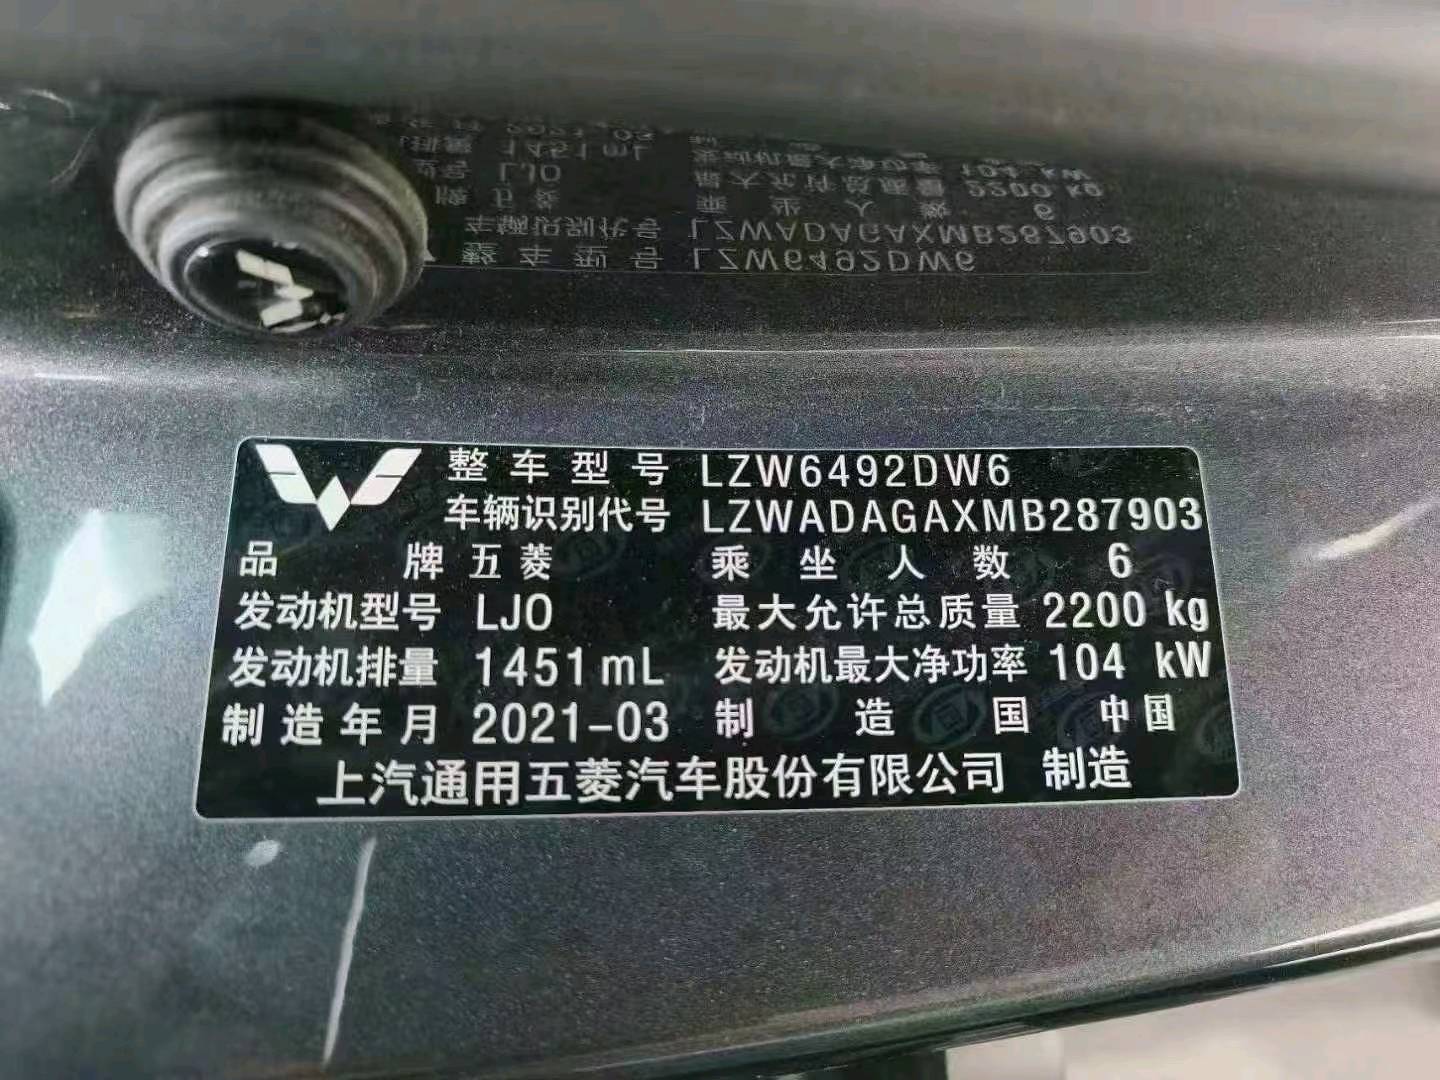 整车型号 LZW6492DW6
车辆识别代号 LZWADAGAXMB287903
品牌 五菱 乘坐人数 6
发动机型号 LJO 最大允许总质量 2200 kg
发动机排量 1451mL 发动机最大净功率 104 kW
制造年月 2021-03 制造国 中国
上汽通用五菱汽车股份有限公司 制造